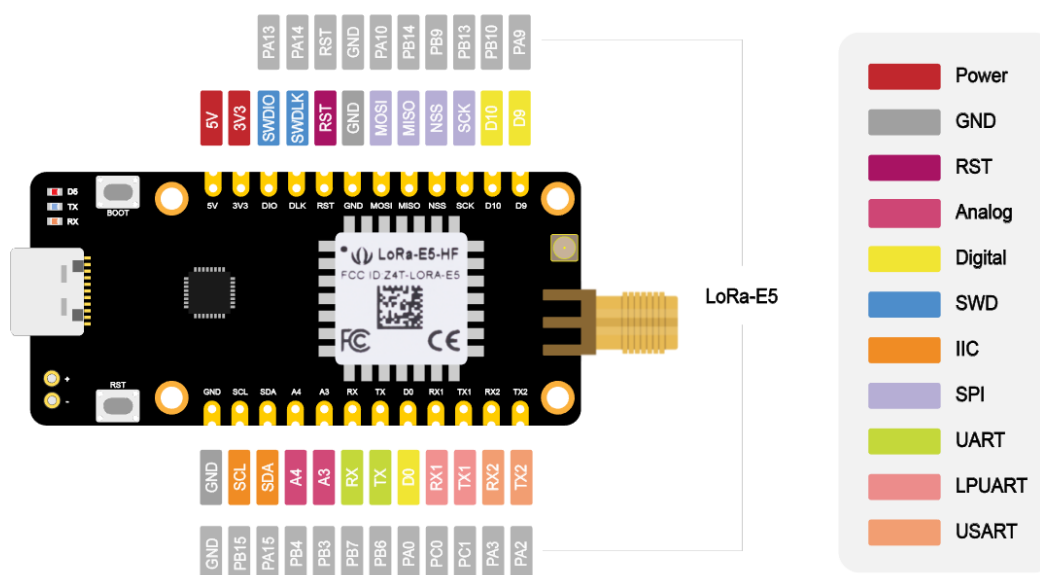 PA13 PA14 RST GND PA10 PB14 PB9 PB13 PB10 PA9
5V 3V3 SWDIO SWDLK RST GND MOSI MISO NSS SCK D10 D9
5V 3V3 DIO DLK RST GND MOSI MISO NSS SCK D10 D9
D5
TX
RX
BOOT
LoRa-E5-HF
FCC ID:Z4T-LORA-E5
FC CE
RST
+
-
GND SCL SDA A4 A3 RX TX D0 RX1 TX1 RX2 TX2
GND SCL SDA A4 A3 RX TX D0 RX1 TX1 RX2 TX2
GND PB15 PA15 PB4 PB3 PB7 PB6 PA0 PC0 PC1 PA3 PA2
LoRa-E5
Power
GND
RST
Analog
Digital
SWD
IIC
SPI
UART
LPUART
USART